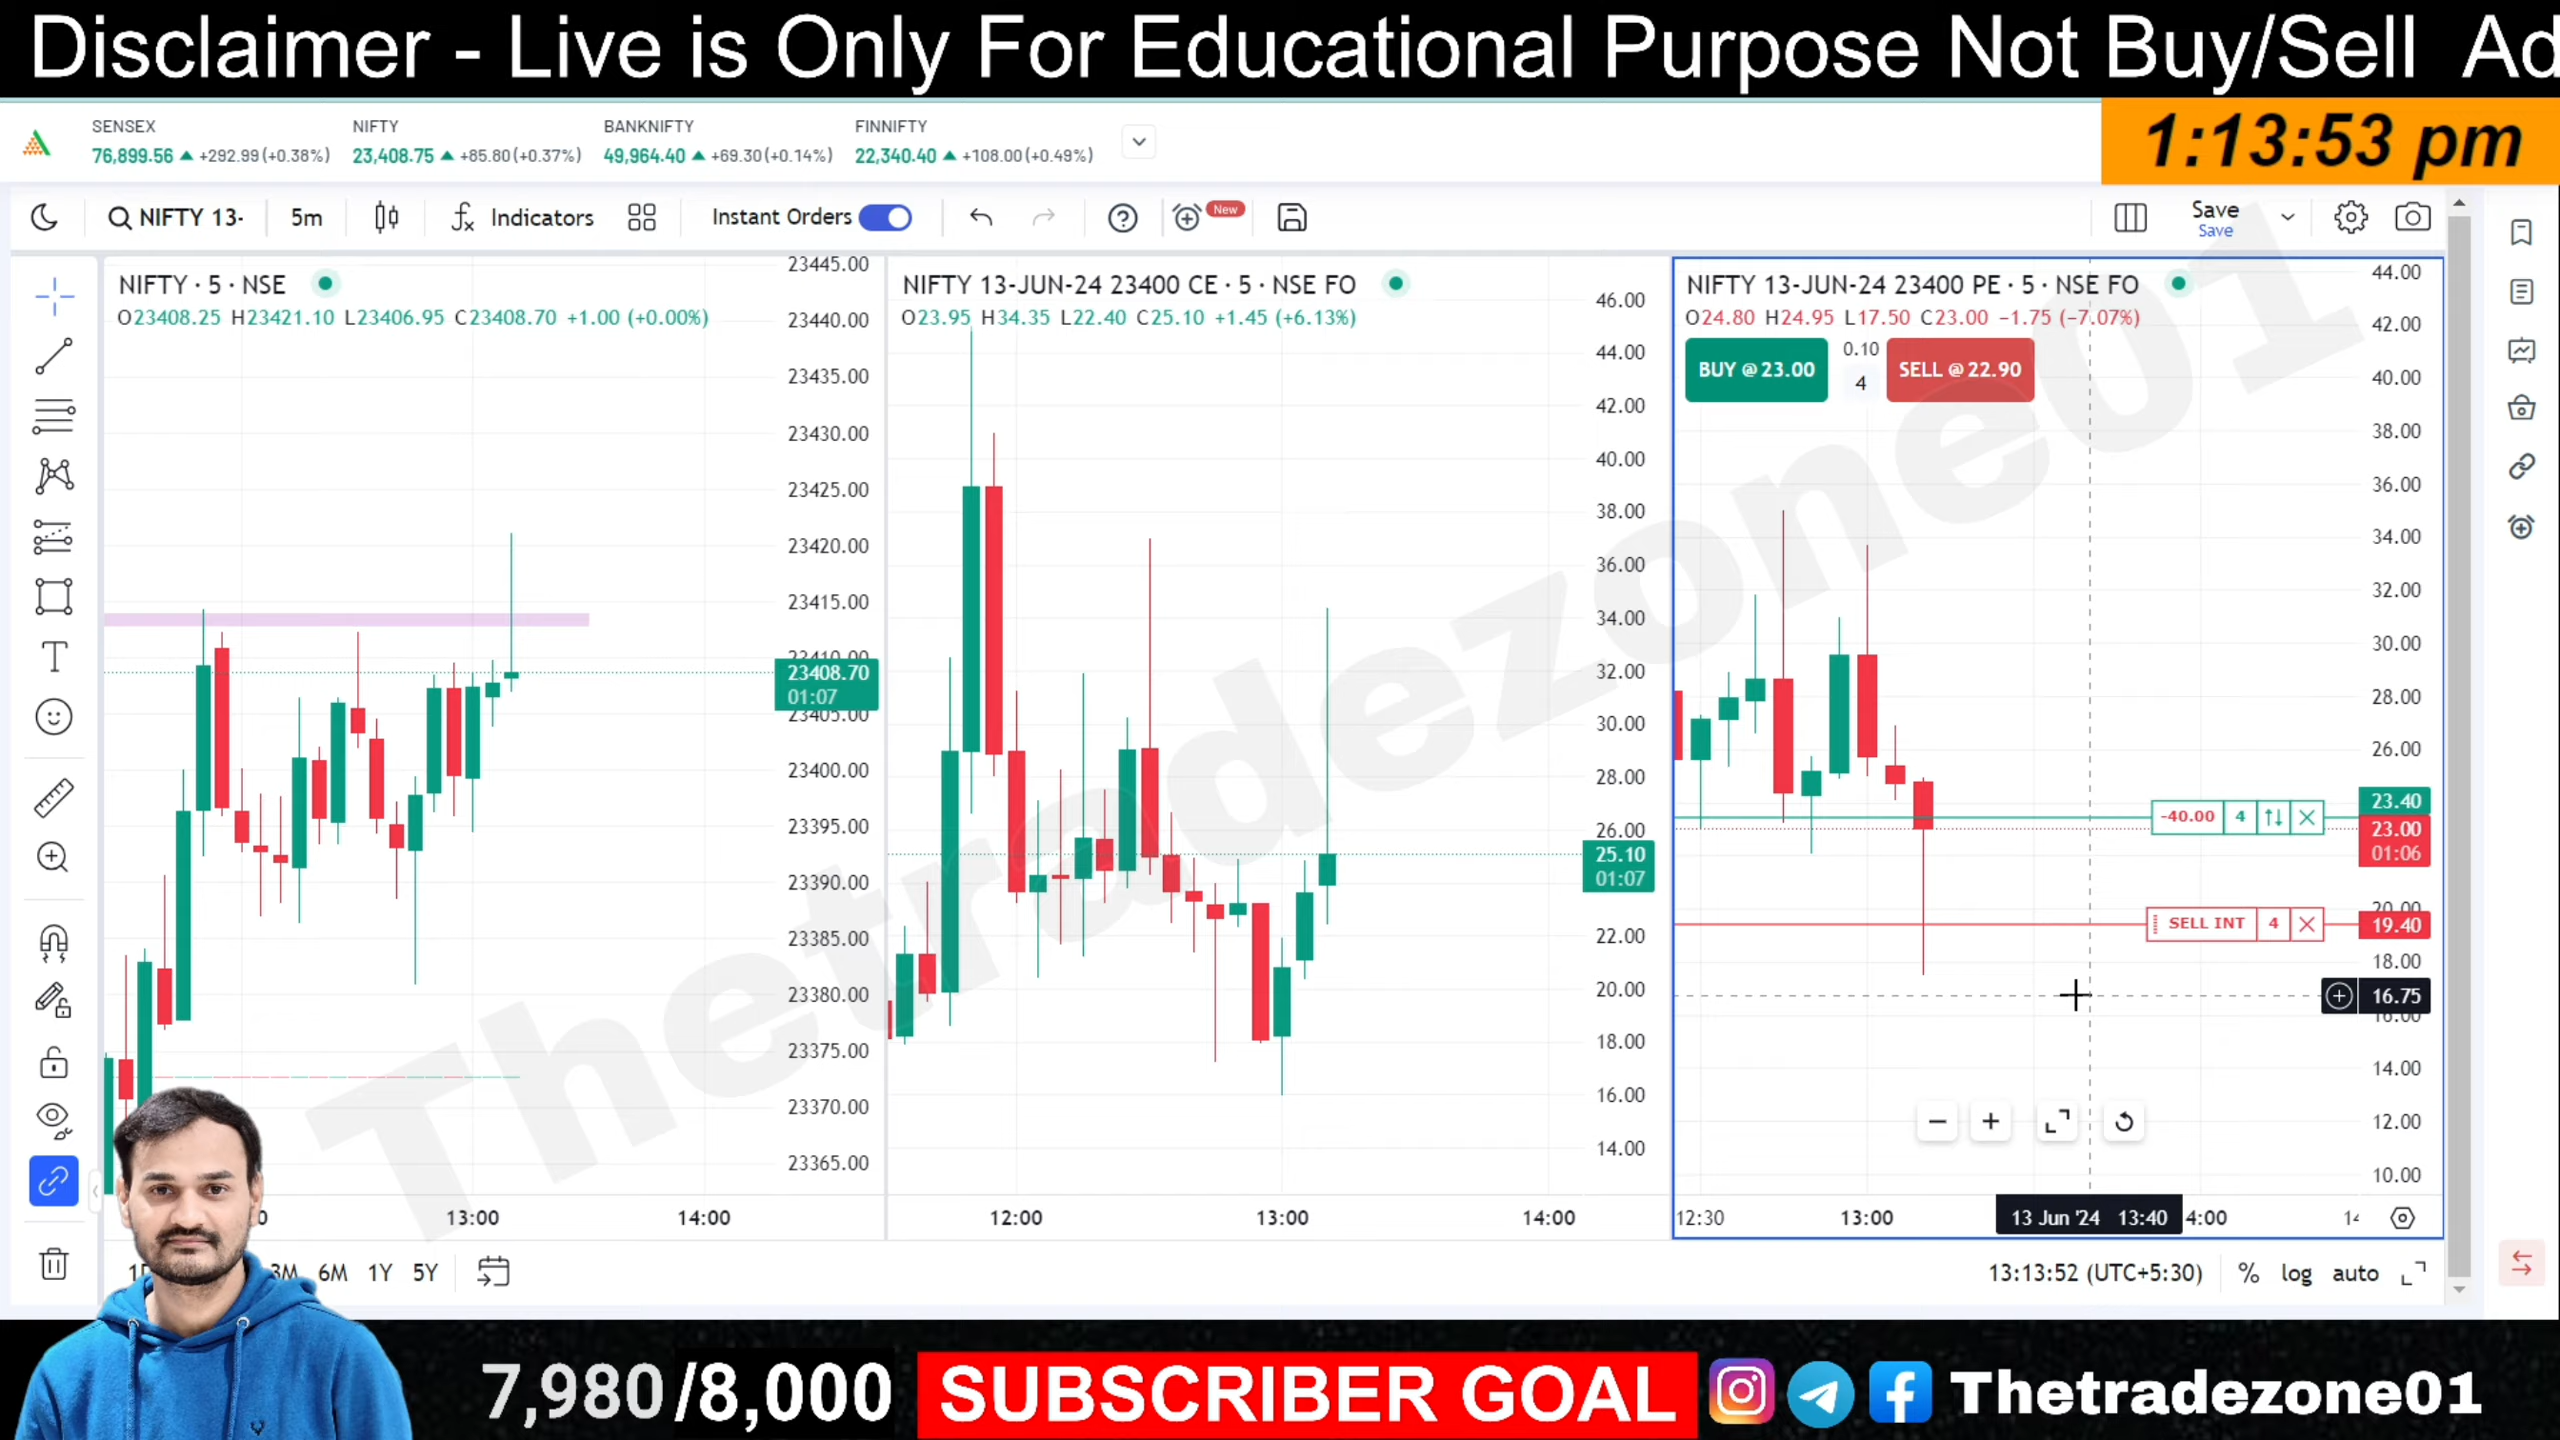 Disclaimer - Live is Only For Educational Purpose Not Buy/Sell Ad
SENSEX
76,899.56 +292.99(+0.38%)
NIFTY
23,408.75 +85.80(+0.37%)
BANKNIFTY
49,964.40 +69.30(+0.14%)
FINNIFTY
22,340.40 +108.00(+0.49%)
1:13:53 pm
NIFTY 13-
5m
Indicators
Instant Orders
New
Save
Save
NIFTY · 5 · NSE
O23408.25 H23421.10 L23406.95 C23408.70 +1.00 (+0.00%)
23445.00
23440.00
23435.00
23430.00
23425.00
23420.00
23415.00
23410.00
23408.70
01:07
23405.00
23400.00
23395.00
23390.00
23385.00
23380.00
23375.00
23370.00
23365.00
13:00
14:00
NIFTY 13-JUN-24 23400 CE · 5 · NSE FO
O23.95 H34.35 L22.40 C25.10 +1.45 (+6.13%)
46.00
44.00
42.00
40.00
38.00
36.00
34.00
32.00
30.00
28.00
26.00
25.10
01:07
22.00
20.00
18.00
16.00
14.00
12:00
13:00
14:00
NIFTY 13-JUN-24 23400 PE · 5 · NSE FO
O24.80 H24.95 L17.50 C23.00 −1.75 (−7.07%)
BUY @ 23.00
0.10
4
SELL @ 22.90
44.00
42.00
40.00
38.00
36.00
34.00
32.00
30.00
28.00
26.00
23.40
-40.00 4
23.00
01:06
20.00
SELL INT 4
19.40
18.00
16.75
16.00
14.00
12.00
10.00
12:30
13:00
13 Jun '24 13:40
4:00
14
Thetradezone01
3M 6M 1Y 5Y
13:13:52 (UTC+5:30)
% log auto
7,980/8,000
SUBSCRIBER GOAL
Thetradezone01